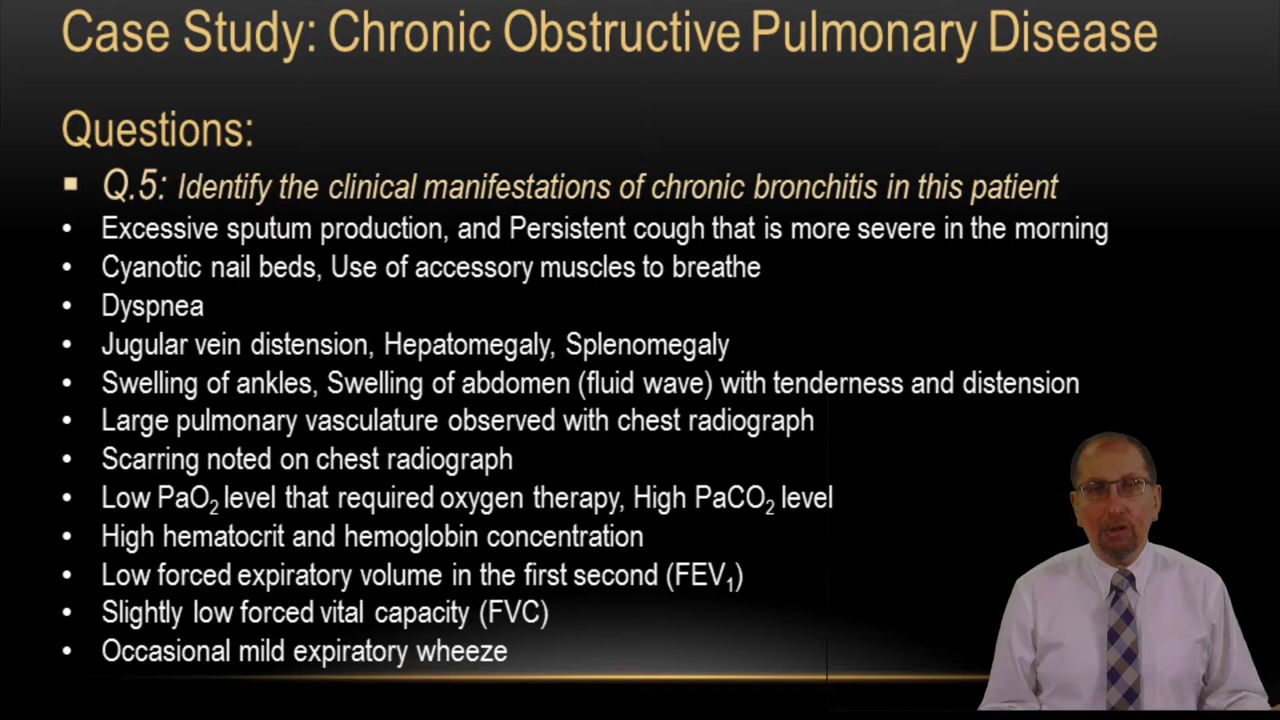 Case Study: Chronic Obstructive Pulmonary Disease
Questions:
▪ Q.5: Identify the clinical manifestations of chronic bronchitis in this patient
• Excessive sputum production, and Persistent cough that is more severe in the morning
• Cyanotic nail beds, Use of accessory muscles to breathe
• Dyspnea
• Jugular vein distension, Hepatomegaly, Splenomegaly
• Swelling of ankles, Swelling of abdomen (fluid wave) with tenderness and distension
• Large pulmonary vasculature observed with chest radiograph
• Scarring noted on chest radiograph
• Low PaO₂ level that required oxygen therapy, High PaCO₂ level
• High hematocrit and hemoglobin concentration
• Low forced expiratory volume in the first second (FEV₁)
• Slightly low forced vital capacity (FVC)
• Occasional mild expiratory wheeze